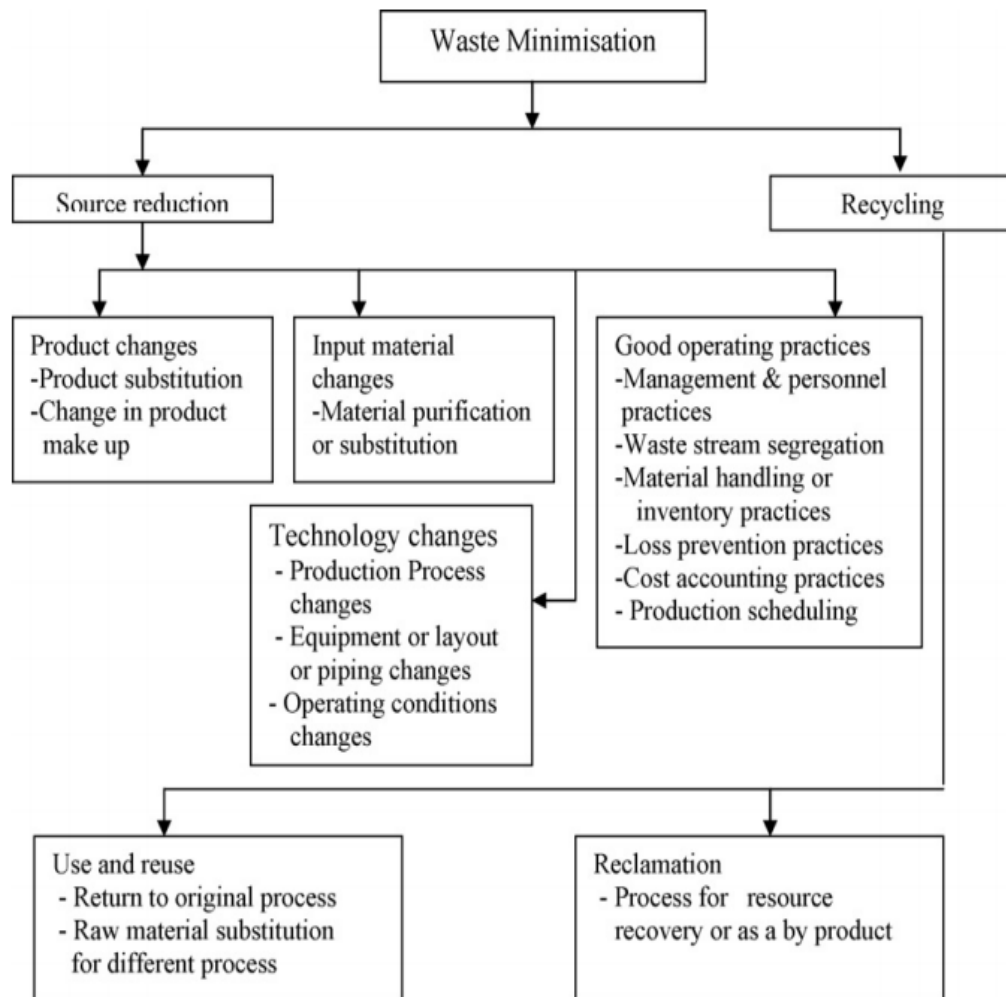 Waste Minimisation
Source reduction
Recycling
Product changes
-Product substitution
-Change in product
make up
Input material
changes
-Material purification
or substitution
Good operating practices
-Management & personnel
practices
-Waste stream segregation
-Material handling or
inventory practices
-Loss prevention practices
-Cost accounting practices
- Production scheduling
Technology changes
- Production Process
changes
- Equipment or layout
or piping changes
- Operating conditions
changes
Use and reuse
- Return to original process
- Raw material substitution
for different process
Reclamation
- Process for resource
recovery or as a by product